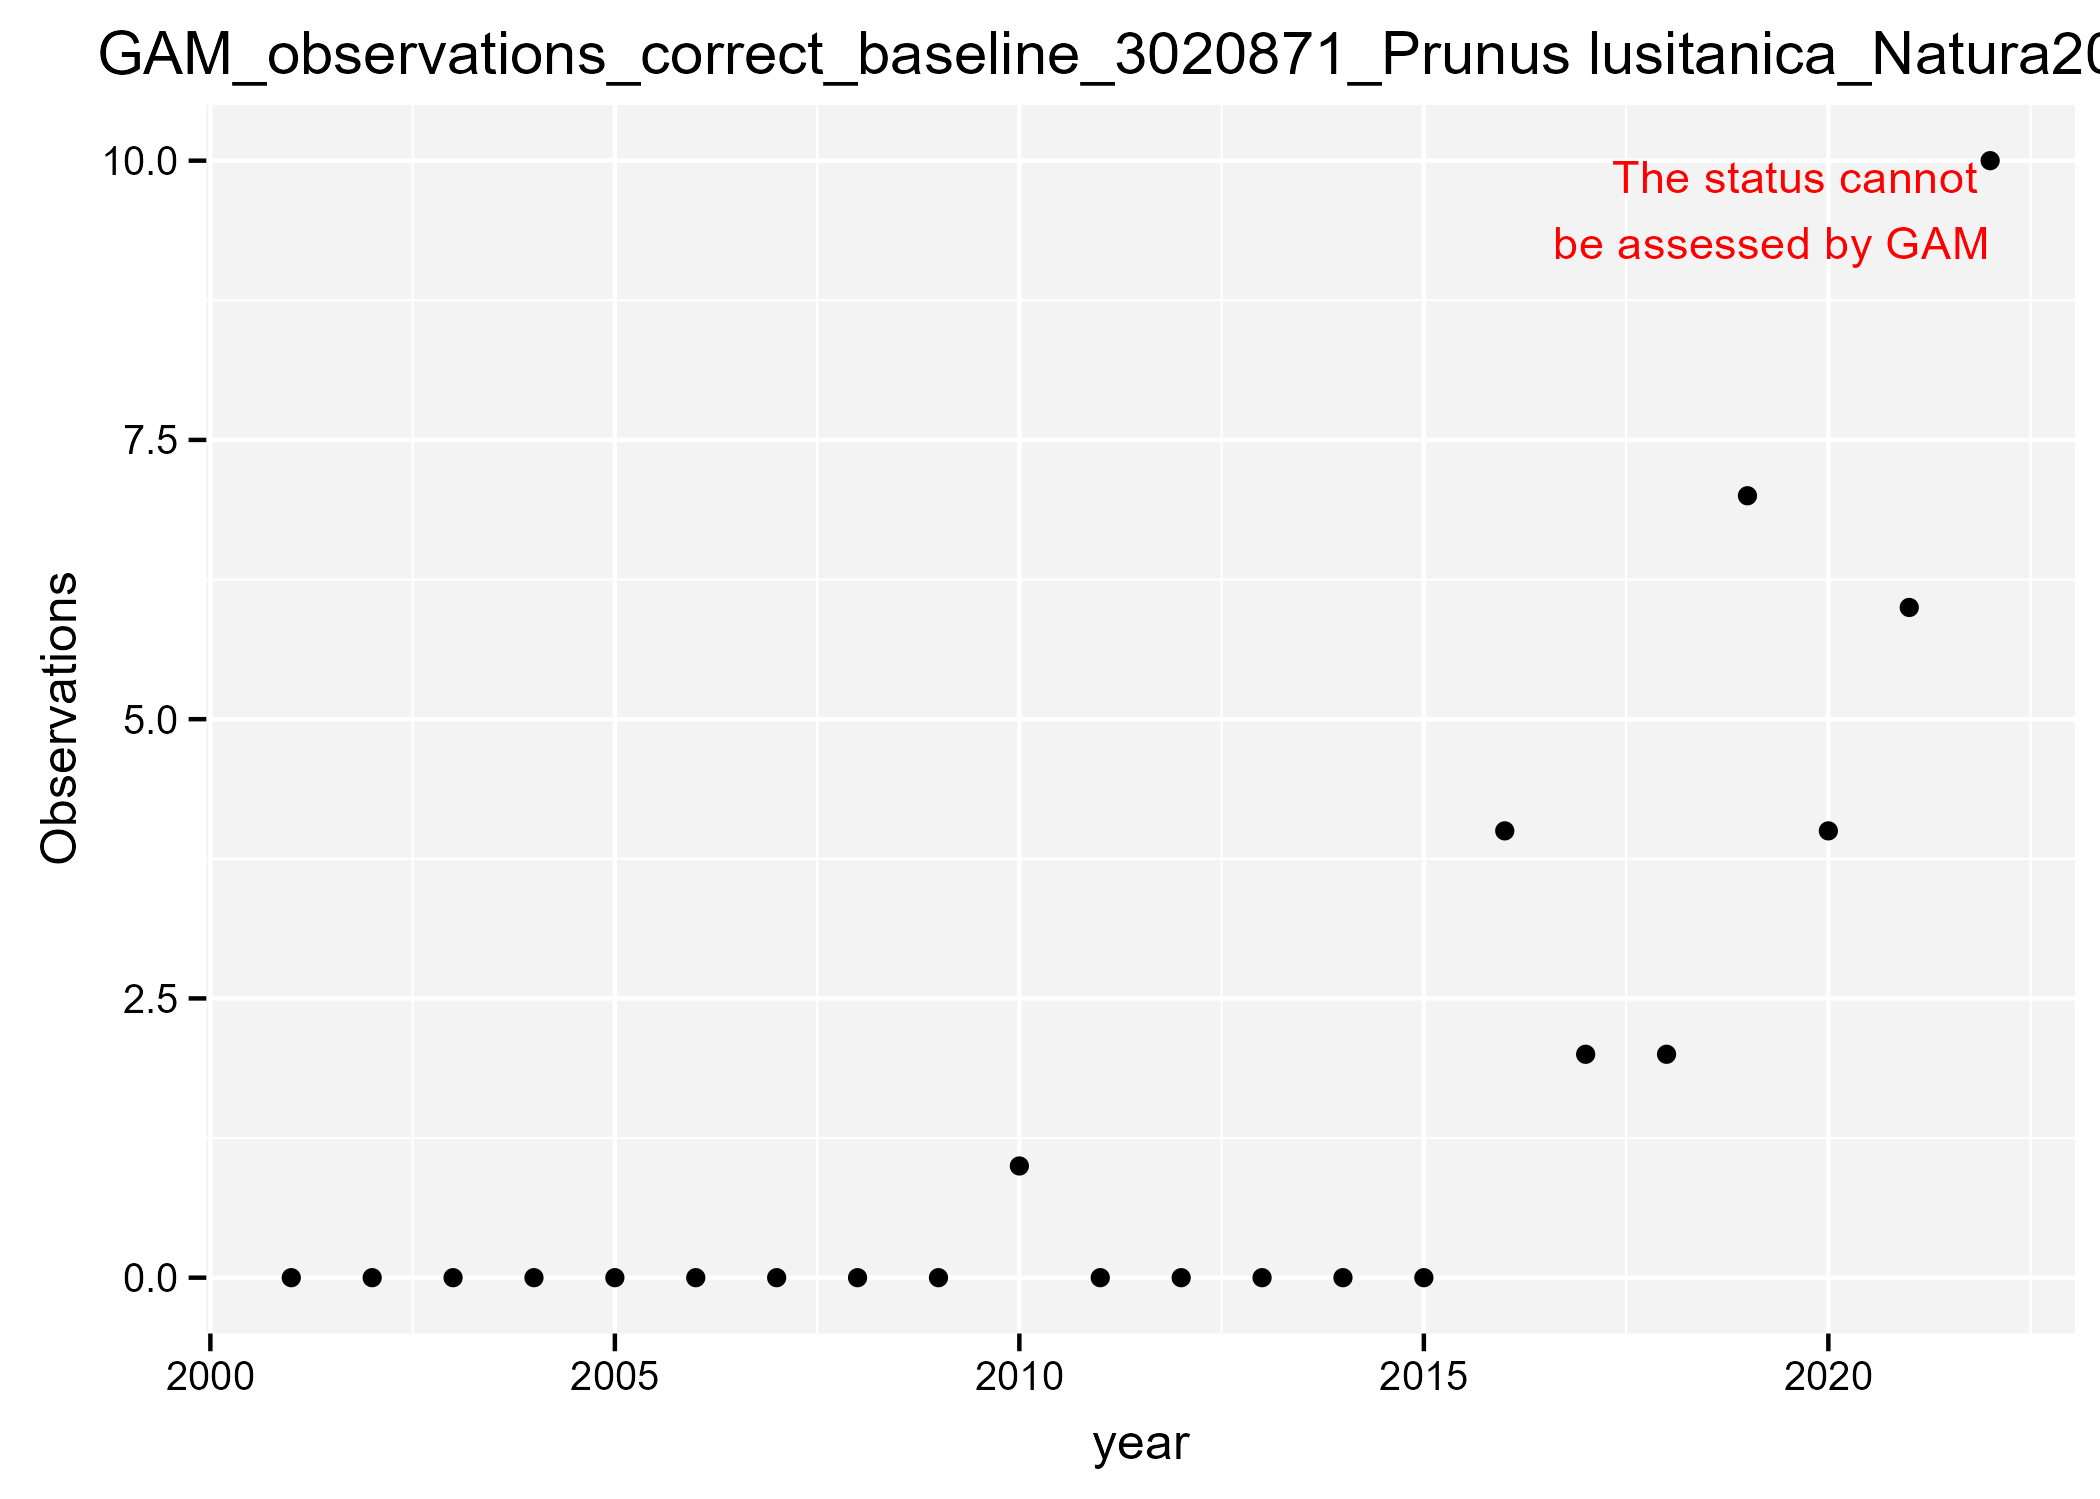 GAM_observations_correct_baseline_3020871_Prunus lusitanica_Natura20
10.0
The status cannot
be assessed by GAM
7.5
5.0
2.5
0.0
Observations
2000 2005 2010 2015 2020
year